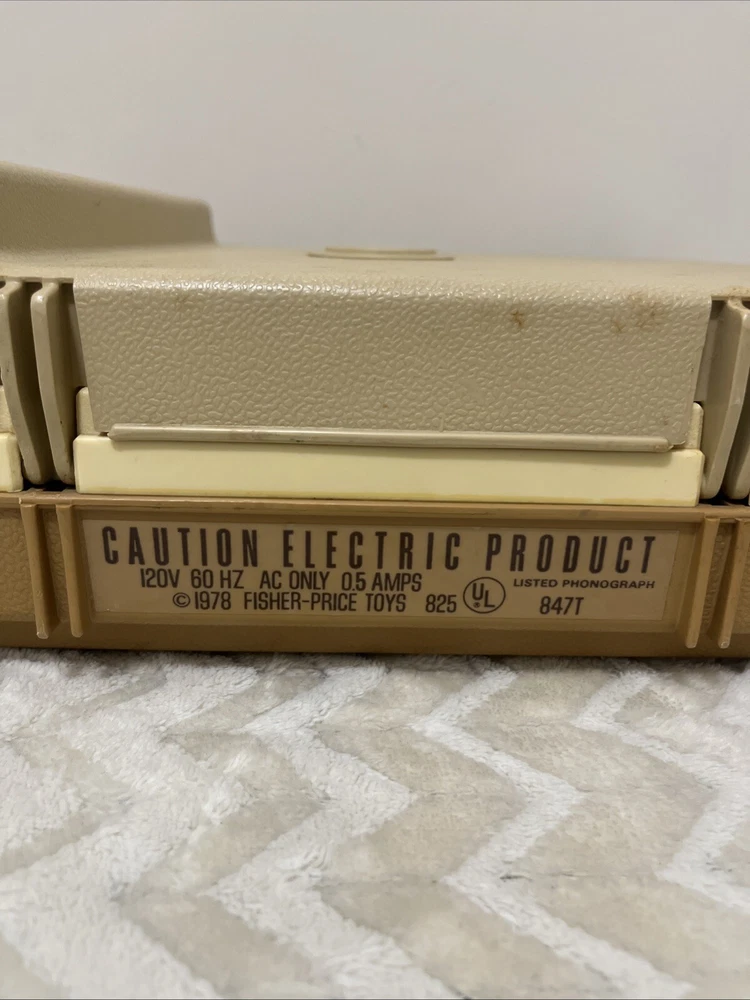 CAUTION ELECTRIC PRODUCT
120V 60 HZ AC ONLY 0.5 AMPS
©1978 FISHER-PRICE TOYS 825
UL
LISTED PHONOGRAPH
847T